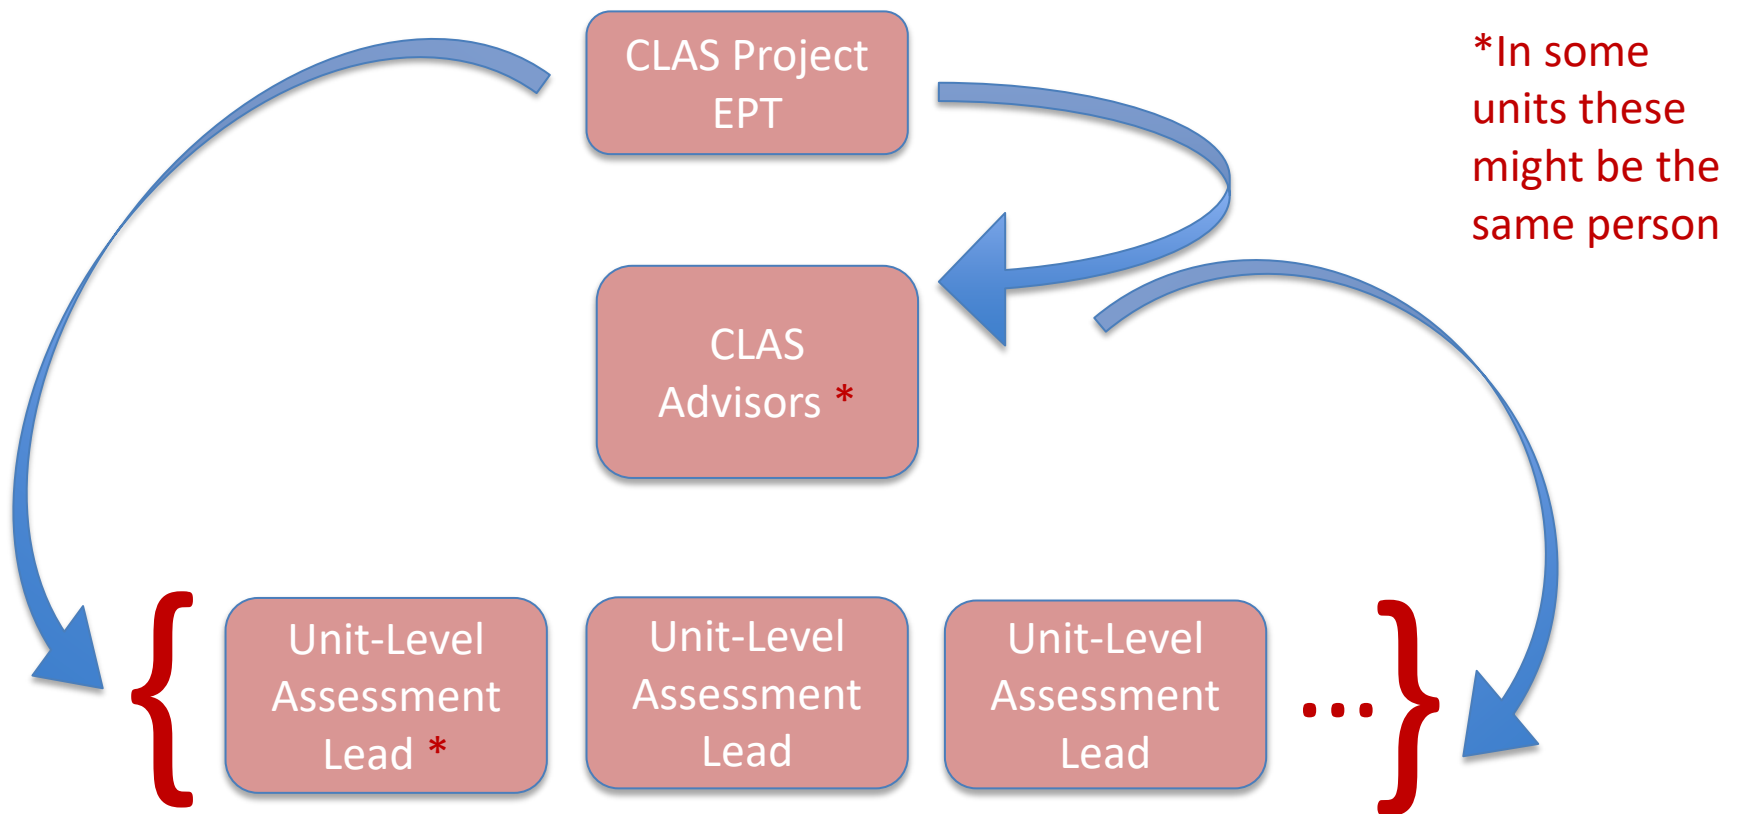 CLAS Project
EPT
*In some
units these
might be the
same person
CLAS
Advisors *
{
Unit-Level
Assessment
Lead *
Unit-Level
Assessment
Lead
Unit-Level
Assessment
Lead
...
}